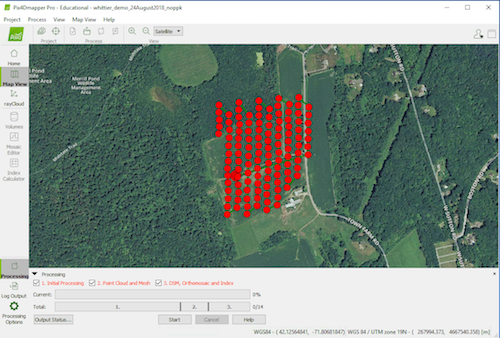 Pix4Dmapper Pro - Educational - whittier_demo_24August2018_noppk
Project Process View Map View Help
Project
Process
View
Satellite
Home
Map View
rayCloud
Volumes
Mosaic
Editor
Index
Calculator
Processing
Log Output
Processing
Options
Pond
Wildlife
Management
Area
Merrill Pond
Wildlife
Management
Area
TOWN FARM RD
Processing
1. Initial Processing
2. Point Cloud and Mesh
3. DSM, Orthomosaic and Index
Current:
0%
Total:
1.
2.
3.
0/14
Output Status...
Start
Cancel
Help
WGS84 - ( 42.12564841, -71.80681847) WGS 84 / UTM zone 19N - ( 267994.373, 4667540.358) [m]